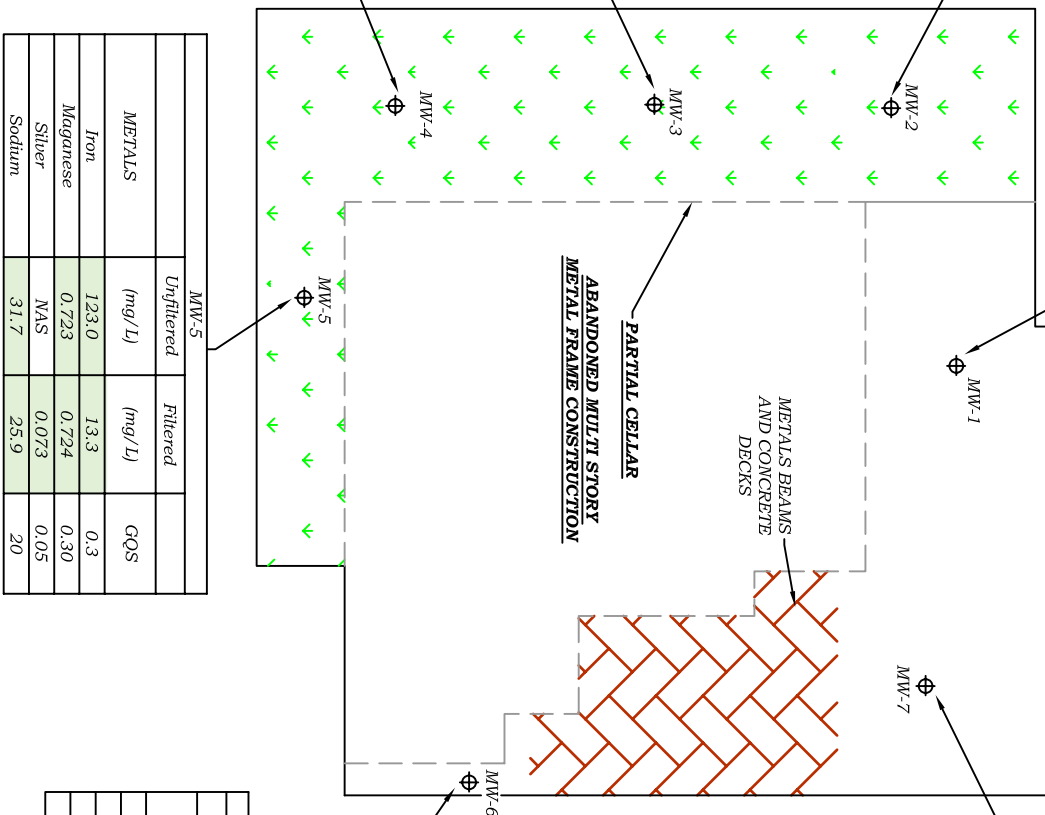 MW-2
MW-3
MW-4
MW-1
MW-5
MW-7
MW-6
PARTIAL CELLAR
ABANDONED MULTI STORY
METAL FRAME CONSTRUCTION
METALS BEAMS
AND CONCRETE
DECKS
MW-5
Unfiltered Filtered
METALS (mg/L) (mg/L) GQS
Iron 123.0 13.3 0.3
Maganese 0.723 0.724 0.30
Silver NAS 0.073 0.05
Sodium 31.7 25.9 20